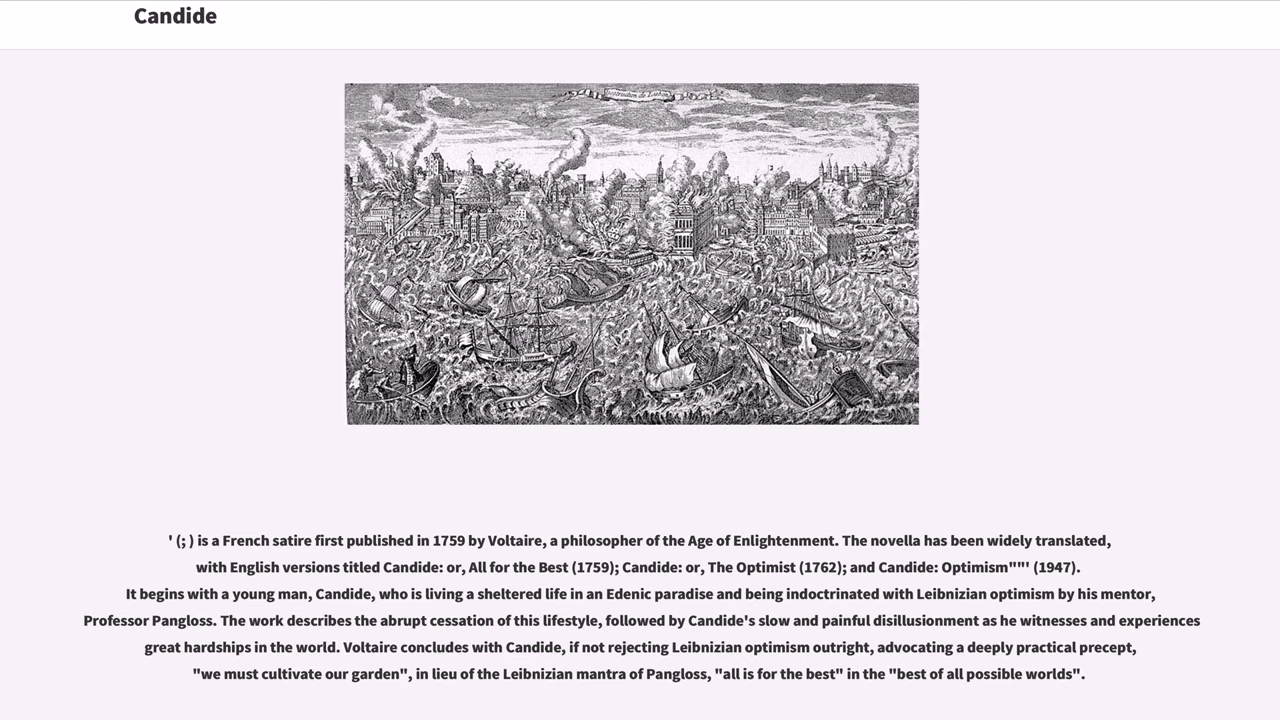 Candide
' (; ) is a French satire first published in 1759 by Voltaire, a philosopher of the Age of Enlightenment. The novella has been widely translated,
with English versions titled Candide: or, All for the Best (1759); Candide: or, The Optimist (1762); and Candide: Optimism""' (1947).
It begins with a young man, Candide, who is living a sheltered life in an Edenic paradise and being indoctrinated with Leibnizian optimism by his mentor,
Professor Pangloss. The work describes the abrupt cessation of this lifestyle, followed by Candide's slow and painful disillusionment as he witnesses and experiences
great hardships in the world. Voltaire concludes with Candide, if not rejecting Leibnizian optimism outright, advocating a deeply practical precept,
"we must cultivate our garden", in lieu of the Leibnizian mantra of Pangloss, "all is for the best" in the "best of all possible worlds".